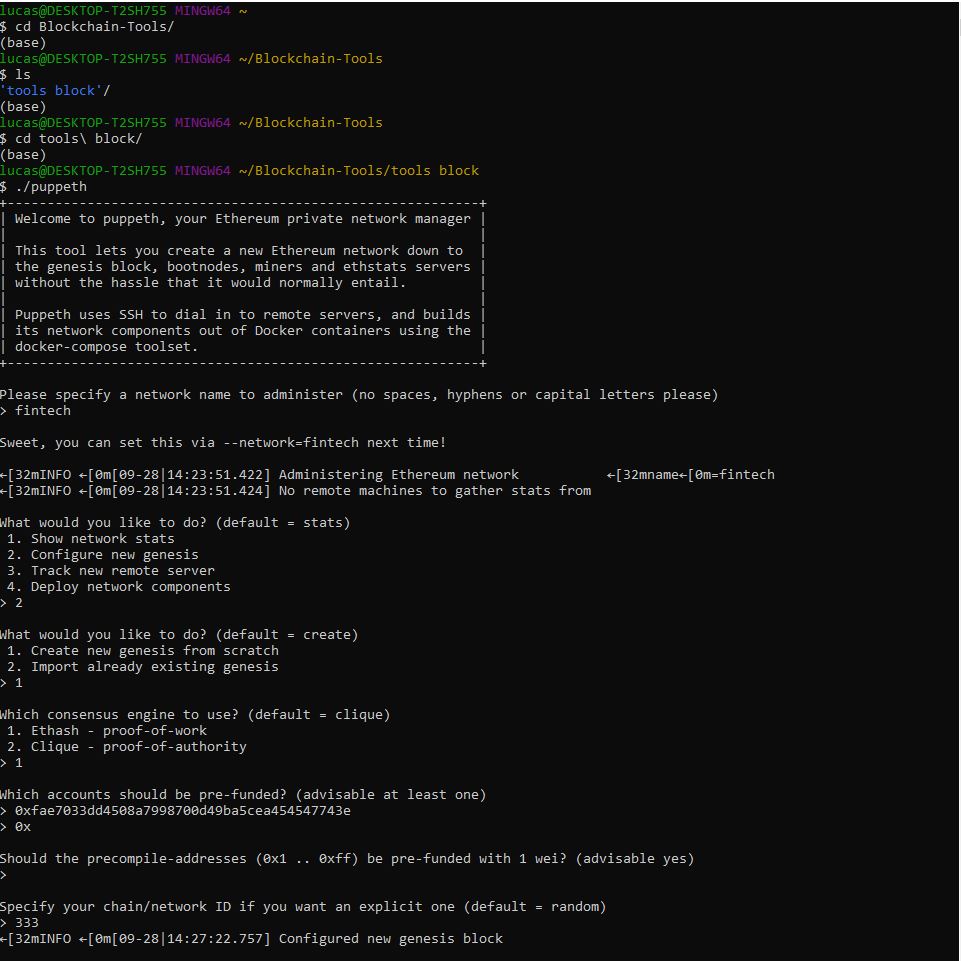 lucas@DESKTOP-T2SH755 MINGW64 ~
$ cd Blockchain-Tools/
(base)
lucas@DESKTOP-T2SH755 MINGW64 ~/Blockchain-Tools
$ ls
'tools block'/
(base)
lucas@DESKTOP-T2SH755 MINGW64 ~/Blockchain-Tools
$ cd tools\ block/
(base)
lucas@DESKTOP-T2SH755 MINGW64 ~/Blockchain-Tools/tools block
$ ./puppeth
+-----------------------------------------------------------+
| Welcome to puppeth, your Ethereum private network manager |
|                                                           |
| This tool lets you create a new Ethereum network down to  |
| the genesis block, bootnodes, miners and ethstats servers |
| without the hassle that it would normally entail.         |
|                                                           |
| Puppeth uses SSH to dial in to remote servers, and builds |
| its network components out of Docker containers using the |
| docker-compose toolset.                                   |
+-----------------------------------------------------------+

Please specify a network name to administer (no spaces, hyphens or capital letters please)
> fintech

Sweet, you can set this via --network=fintech next time!

←[32mINFO ←[0m[09-28|14:23:51.422] Administering Ethereum network           ←[32mname←[0m=fintech
←[32mINFO ←[0m[09-28|14:23:51.424] No remote machines to gather stats from

What would you like to do? (default = stats)
 1. Show network stats
 2. Configure new genesis
 3. Track new remote server
 4. Deploy network components
> 2

What would you like to do? (default = create)
 1. Create new genesis from scratch
 2. Import already existing genesis
> 1

Which consensus engine to use? (default = clique)
 1. Ethash - proof-of-work
 2. Clique - proof-of-authority
> 1

Which accounts should be pre-funded? (advisable at least one)
> 0xfae7033dd4508a7998700d49ba5cea454547743e
> 0x

Should the precompile-addresses (0x1 .. 0xff) be pre-funded with 1 wei? (advisable yes)
>

Specify your chain/network ID if you want an explicit one (default = random)
> 333
←[32mINFO ←[0m[09-28|14:27:22.757] Configured new genesis block